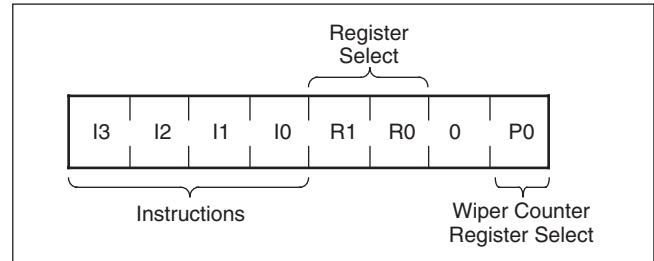 Register
Select
I3 I2 I1 I0 R1 R0 0 P0
Instructions
Wiper Counter
Register Select